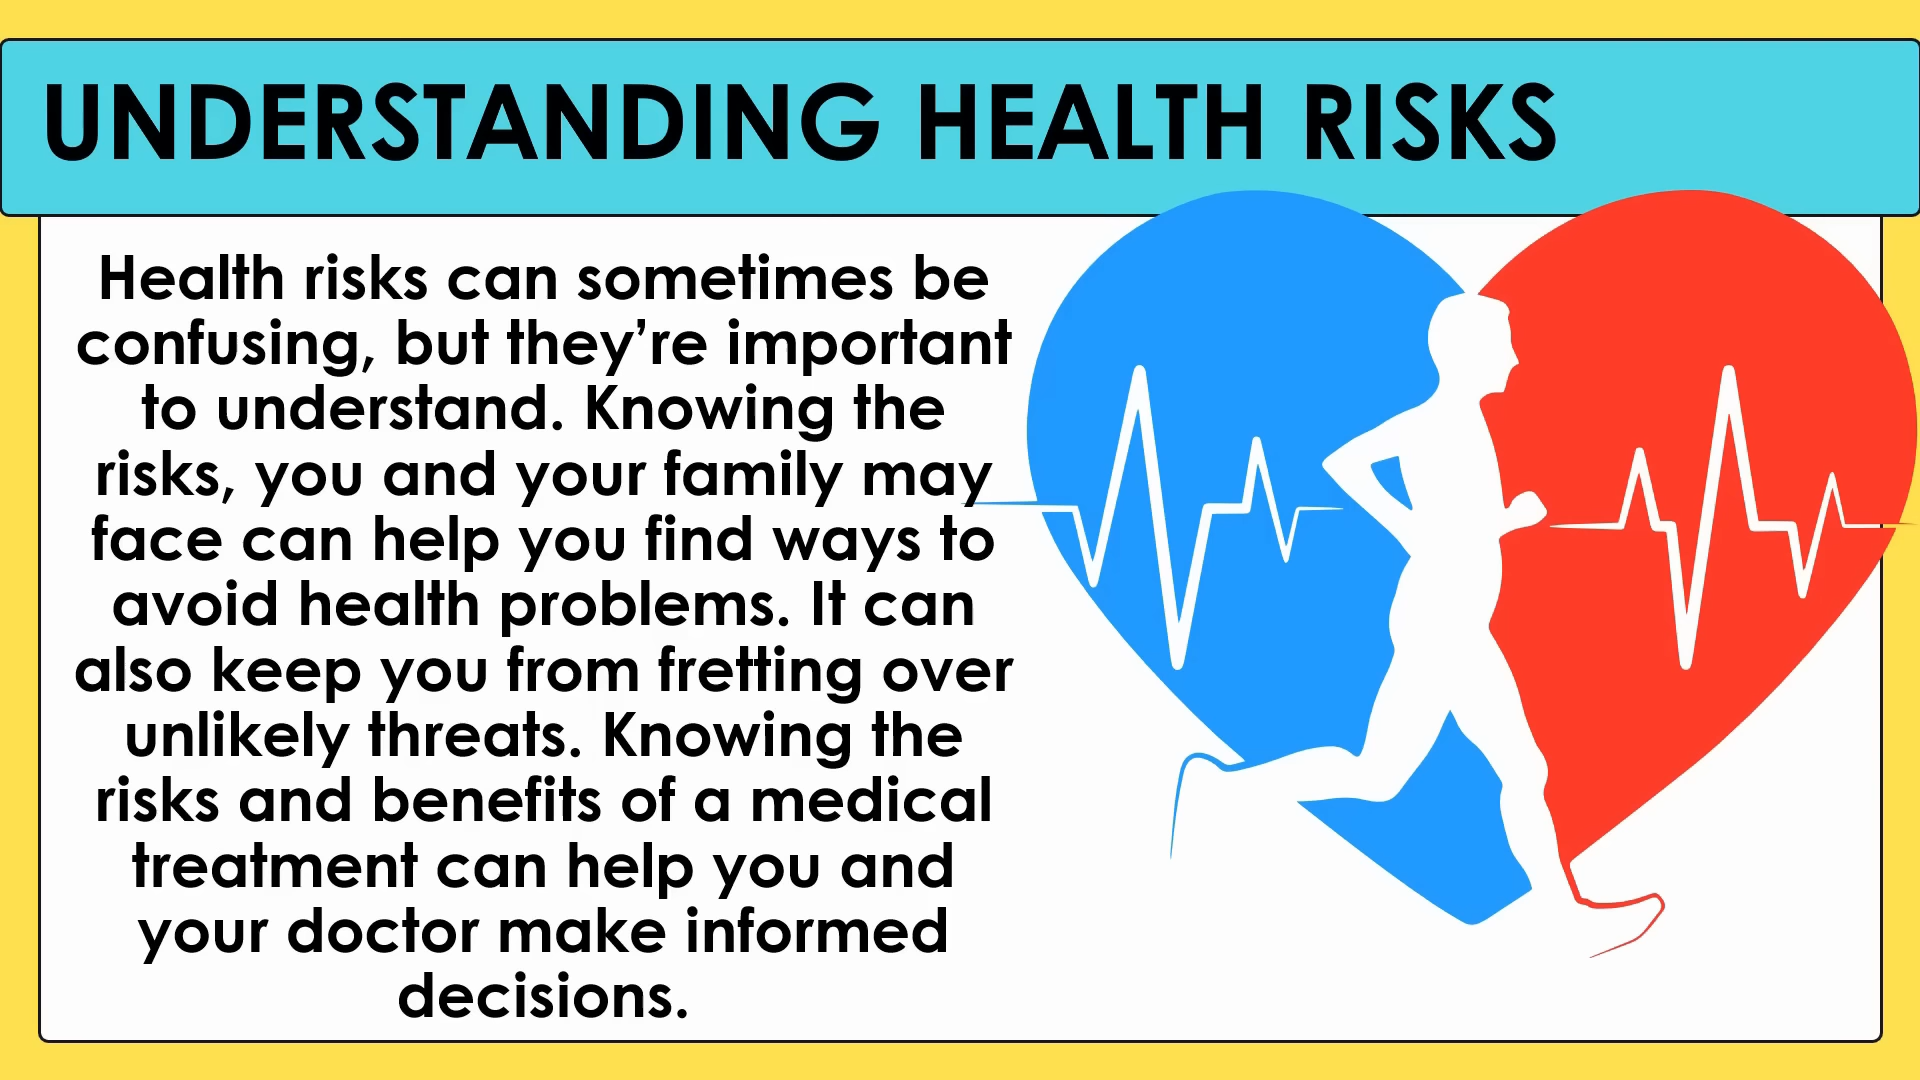 UNDERSTANDING HEALTH RISKS
Health risks can sometimes be
confusing, but they’re important
to understand. Knowing the
risks, you and your family may
face can help you find ways to
avoid health problems. It can
also keep you from fretting over
unlikely threats. Knowing the
risks and benefits of a medical
treatment can help you and
your doctor make informed
decisions.